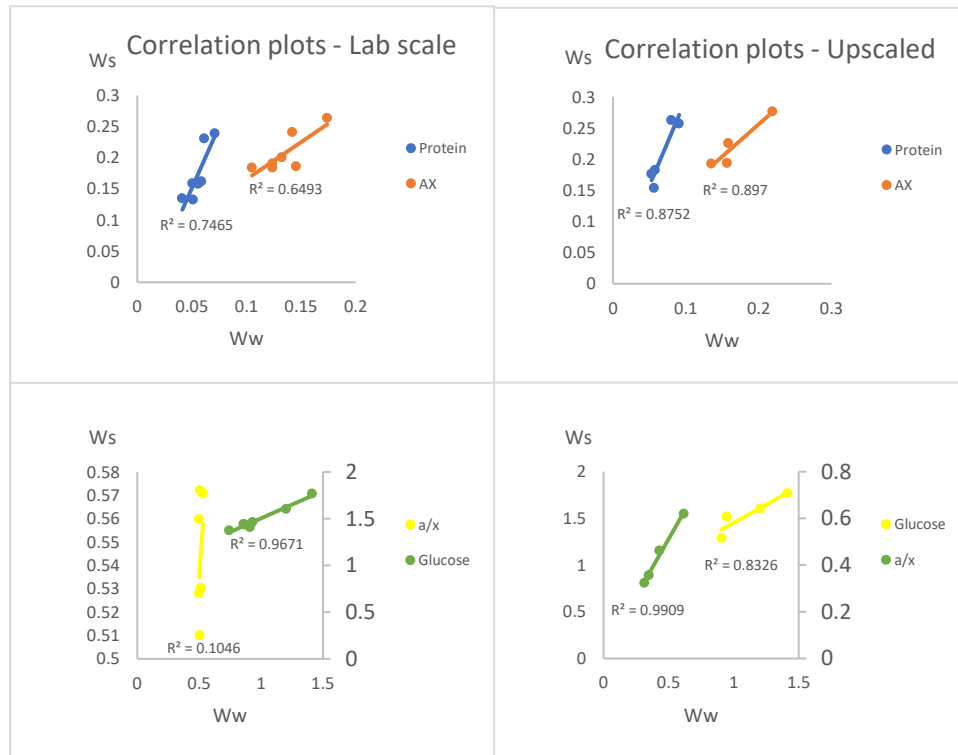 Correlation plots - Lab scale
Ws
0.3
0.25
0.2
0.15
0.1
0.05
0
R² = 0.7465
R² = 0.6493
Protein
AX
0
0.05
0.1
0.15
0.2
Ww
Correlation plots - Upscaled
Ws
0.3
0.25
0.2
0.15
0.1
0.05
0
R² = 0.8752
R² = 0.897
Protein
AX
0
0.1
0.2
0.3
Ww
Ws
0.58
0.57
0.56
0.55
0.54
0.53
0.52
0.51
0.5
R² = 0.9671
R² = 0.1046
2
1.5
1
0.5
0
a/x
Glucose
0
0.5
1
1.5
Ww
Ws
2
1.5
1
0.5
0
R² = 0.8326
R² = 0.9909
0.8
0.6
0.4
0.2
0
Glucose
a/x
0
0.5
1
1.5
Ww